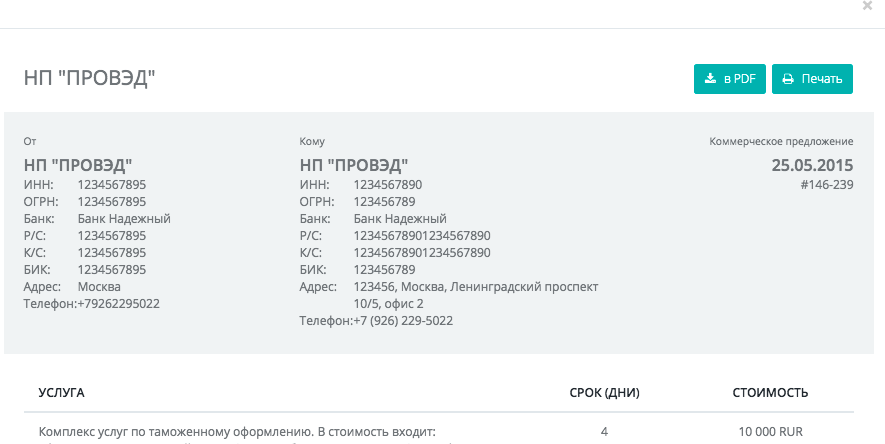 НП "ПРОВЭД"
в PDF
Печать
От
НП "ПРОВЭД"
ИНН: 1234567895
ОГРН: 1234567895
Банк: Банк Надежный
Р/С: 1234567895
К/С: 1234567895
БИК: 1234567895
Адрес: Москва
Телефон:+79262295022
Кому
НП "ПРОВЭД"
ИНН: 1234567890
ОГРН: 123456789
Банк: Банк Надежный
Р/С: 12345678901234567890
К/С: 12345678901234567890
БИК: 123456789
Адрес: 123456, Москва, Ленинградский проспект
10/5, офис 2
Телефон:+7 (926) 229-5022
Коммерческое предложение
25.05.2015
#146-239
УСЛУГА СРОК (ДНИ) СТОИМОСТЬ
Комплекс услуг по таможенному оформлению. В стоимость входит: 4 10 000 RUR